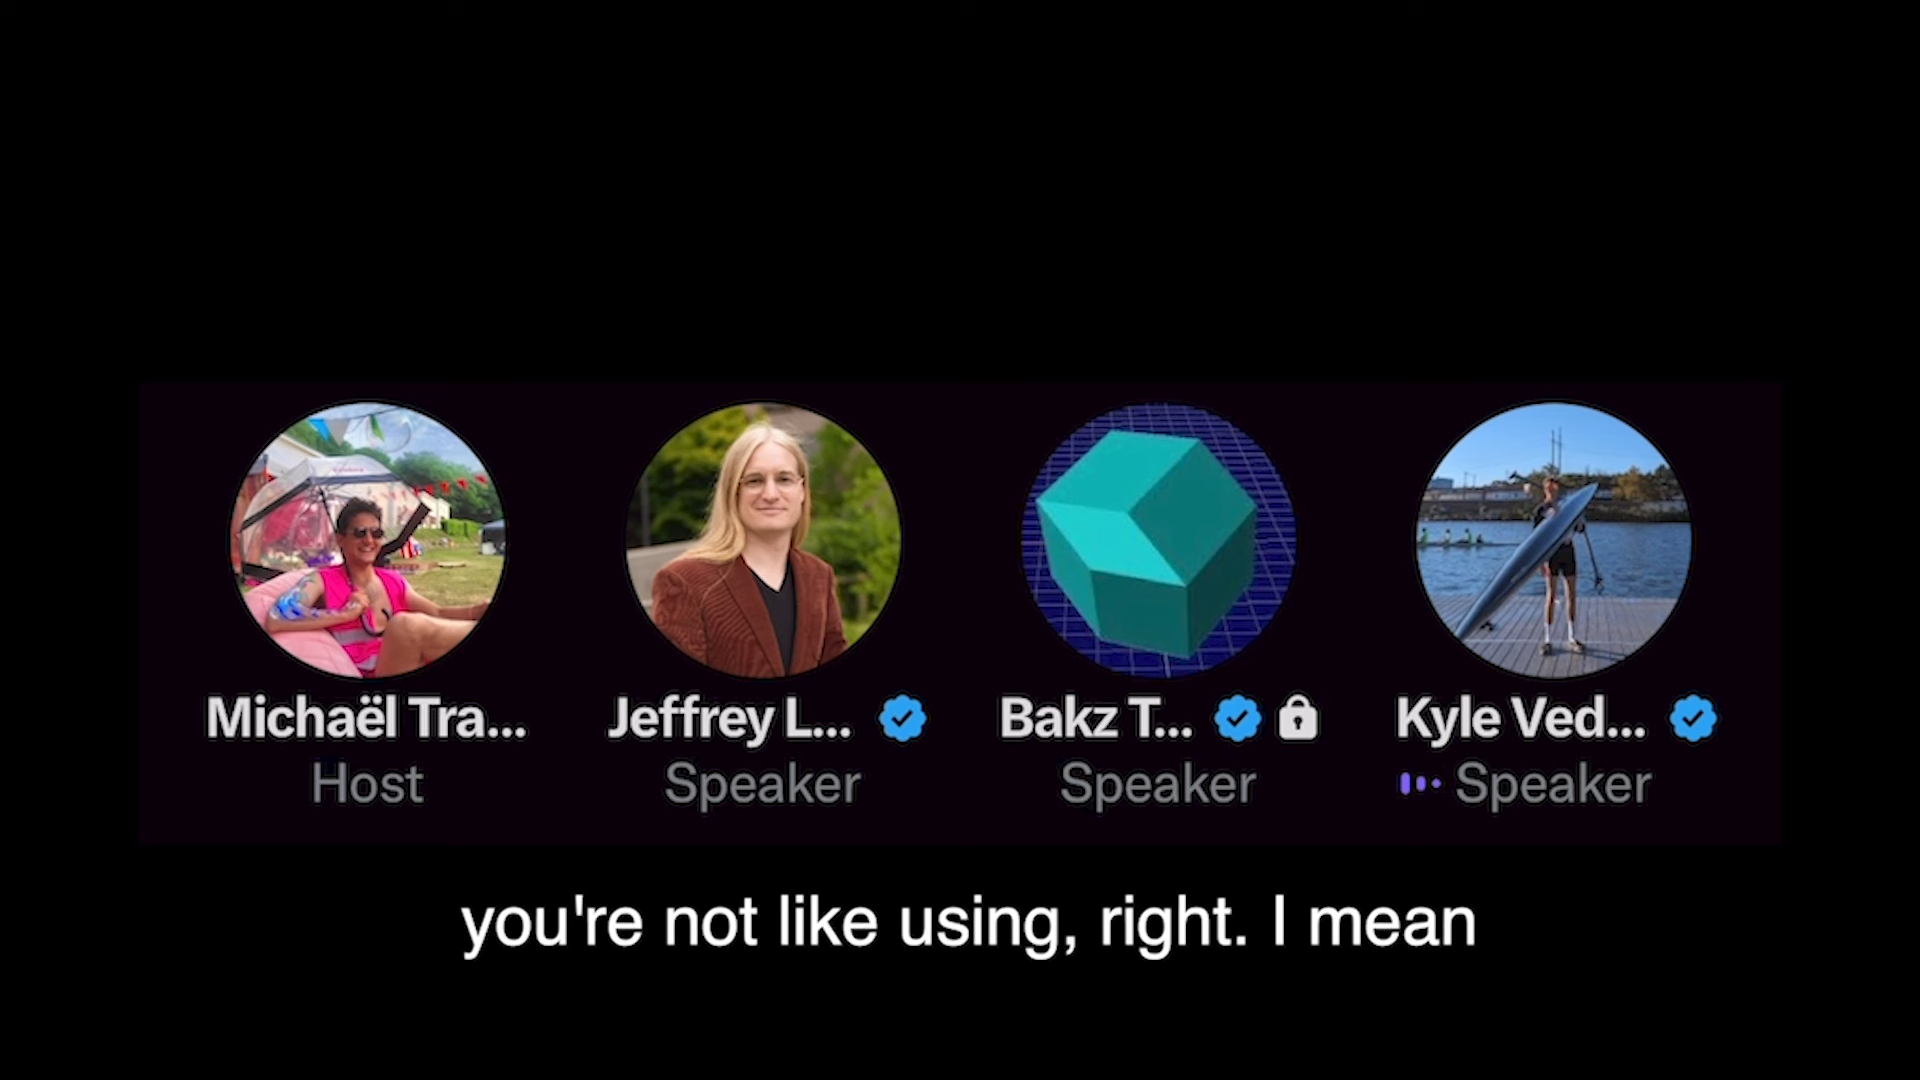 Michaël Tra...
Jeffrey L...
Bakz T...
Kyle Ved...
Host
Speaker
Speaker
Speaker
you're not like using, right. I mean